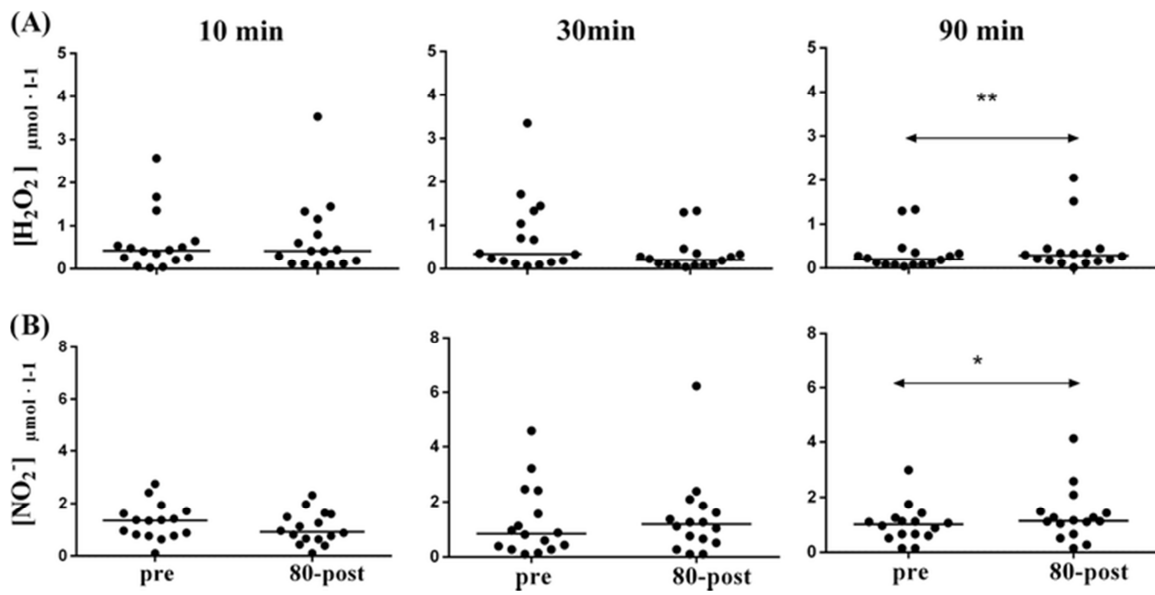 (A)
10 min 30min 90 min
[H₂O₂] µmol · l-1
5 5 5
4 4 4
3 3 3
2 2 2
1 1 1
0 0 0
**
(B)
[NO₂⁻] µmol · l-1
8 8 8
6 6 6
4 4 4
2 2 2
0 0 0
*
pre 80-post pre 80-post pre 80-post